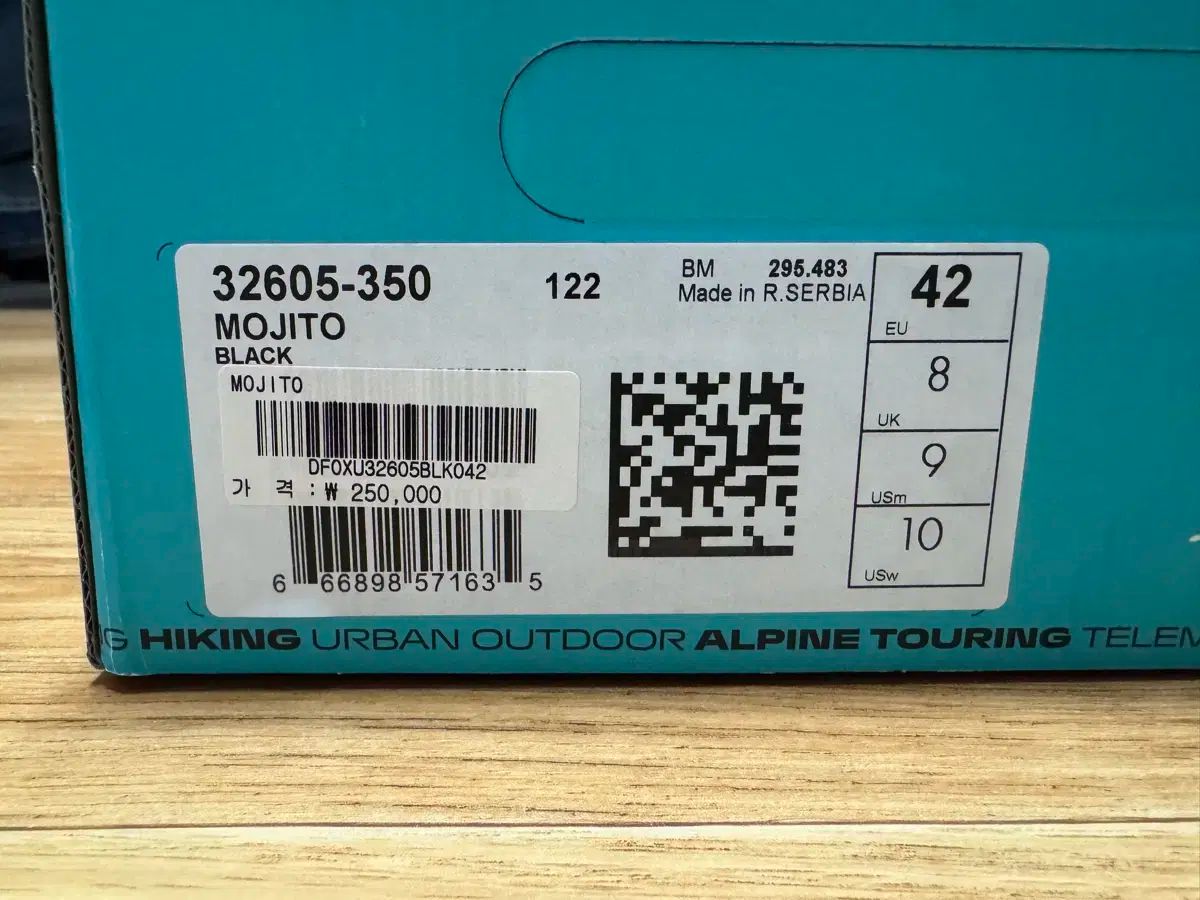 32605-350
122
BM 295.483
Made in R.SERBIA
MOJITO
BLACK
MOJITO
DF0XU32605BLK042
가 격 : ₩ 250,000
6 66898 57163 5
42
EU
8
UK
9
USm
10
USw
G HIKING URBAN OUTDOOR ALPINE TOURING TELEM